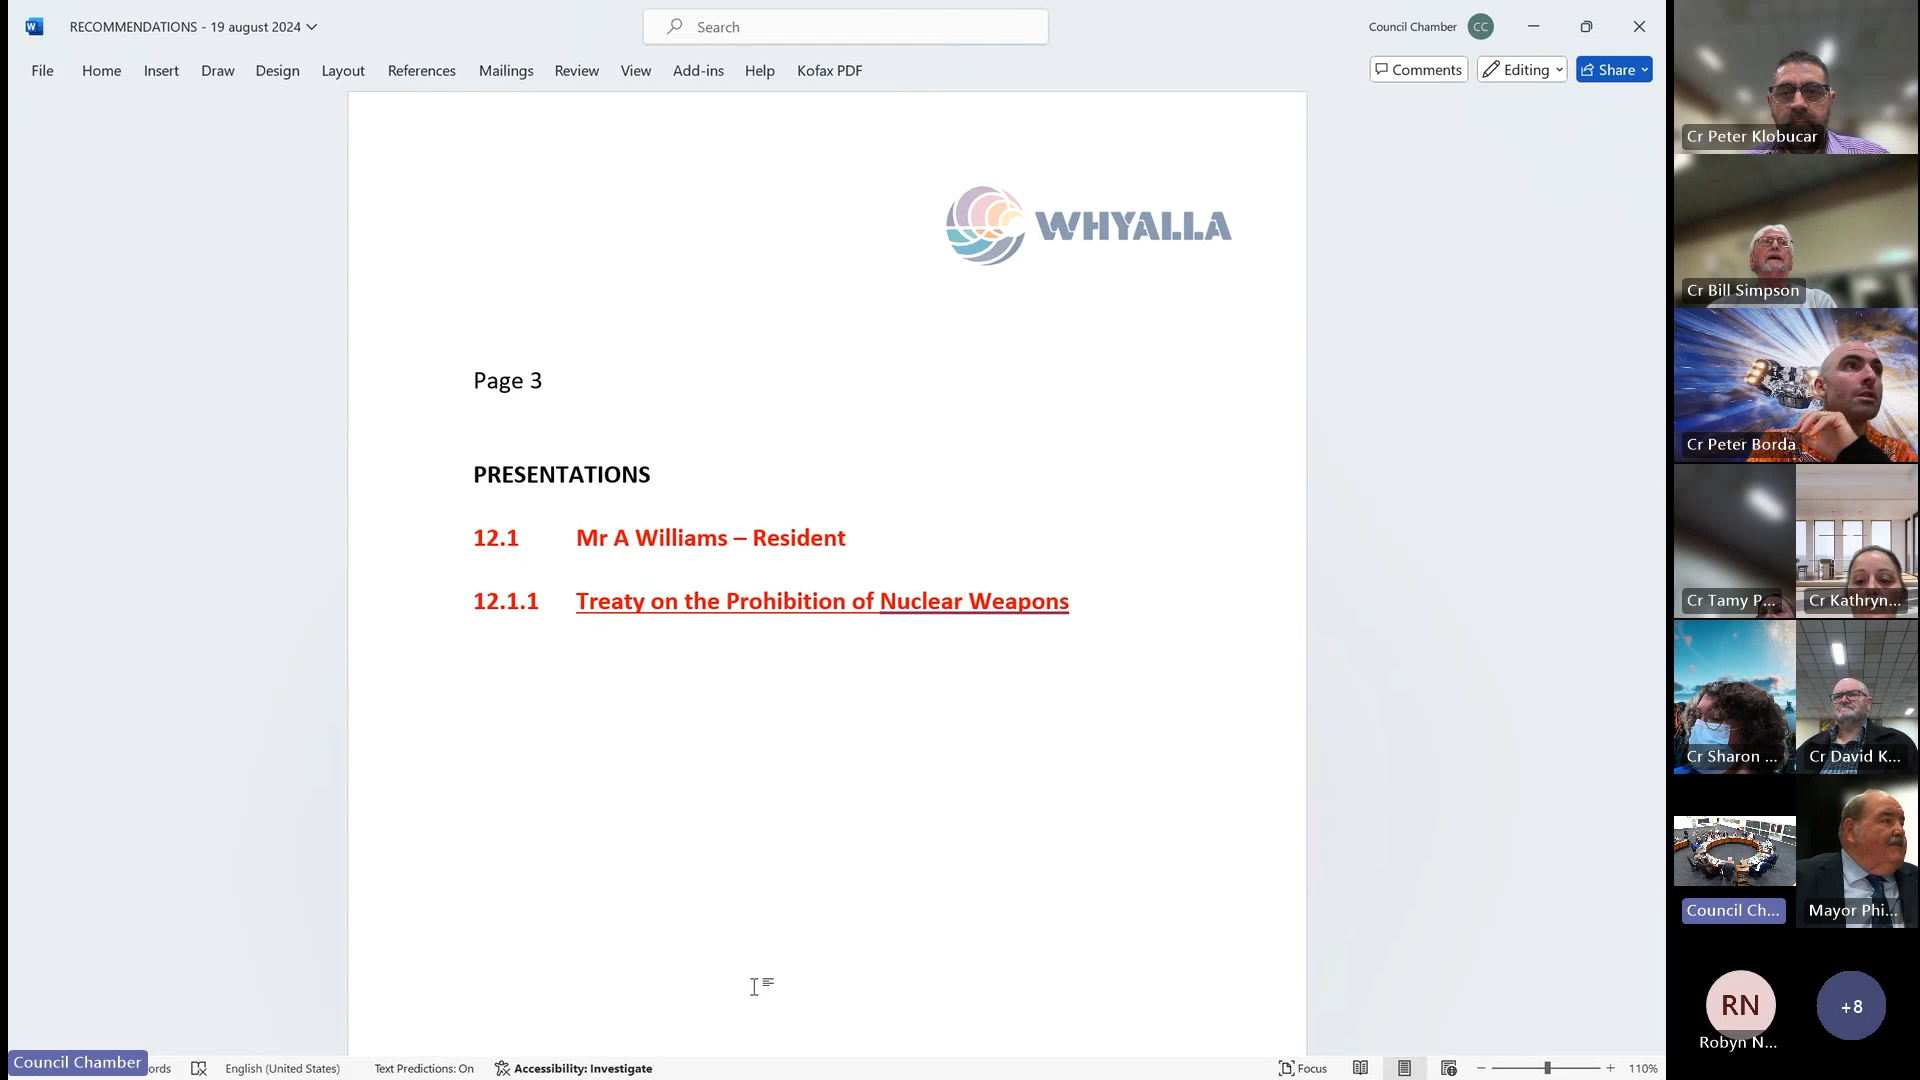 RECOMMENDATIONS - 19 august 2024
Search
Council Chamber CC
File Home Insert Draw Design Layout References Mailings Review View Add-ins Help Kofax PDF
Comments Editing Share
WHYALLA
Page 3
PRESENTATIONS
12.1 Mr A Williams – Resident
12.1.1 Treaty on the Prohibition of Nuclear Weapons
Cr Peter Klobucar
Cr Bill Simpson
Cr Peter Borda
Cr Tamy P... Cr Kathryn...
Cr Sharon ... Cr David K...
Council Ch... Mayor Phi...
RN +8
Robyn N...
Council Chamber
ords English (United States) Text Predictions: On Accessibility: Investigate Focus 110%